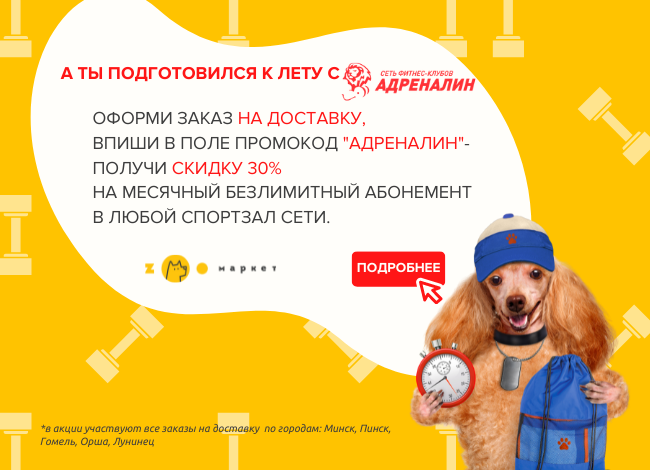 А ТЫ ПОДГОТОВИЛСЯ К ЛЕТУ С
СЕТЬ ФИТНЕС-КЛУБОВ
АДРЕНАЛИН
ОФОРМИ ЗАКАЗ НА ДОСТАВКУ,
ВПИШИ В ПОЛЕ ПРОМОКОД "АДРЕНАЛИН"-
ПОЛУЧИ СКИДКУ 30%
НА МЕСЯЧНЫЙ БЕЗЛИМИТНЫЙ АБОНЕМЕНТ
В ЛЮБОЙ СПОРТЗАЛ СЕТИ.
ZOO маркет
ПОДРОБНЕЕ
*в акции участвуют все заказы на доставку по городам: Минск, Пинск,
Гомель, Орша, Лунинец